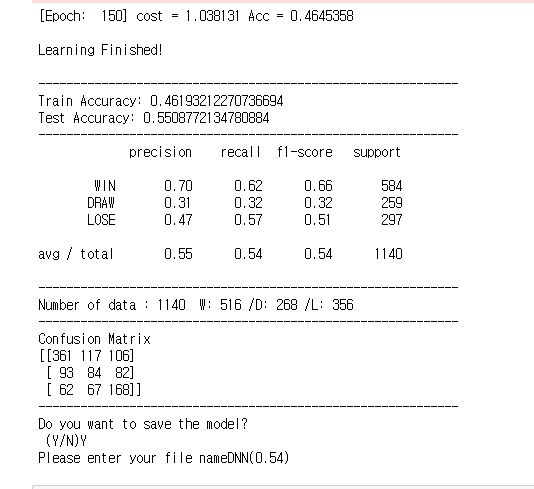 [Epoch:  150] cost = 1.038131 Acc = 0.4645358
Learning Finished!
------------------------------------------------------------
Train Accuracy: 0.46193212270736694
Test Accuracy: 0.5508772134780884
------------------------------------------------------------
precision    recall  f1-score   support
WIN       0.70      0.62      0.66       584
DRAW       0.31      0.32      0.32       259
LOSE       0.47      0.57      0.51       297
avg / total       0.55      0.54      0.54      1140
------------------------------------------------------------
Number of data : 1140  W: 516 /D: 268 /L: 356
------------------------------------------------------------
Confusion Matrix
[[361 117 106]
[ 93  84  82]
[ 62  67 168]]
------------------------------------------------------------
Do you want to save the model?
(Y/N)Y
Please enter your file nameDNN(0.54)